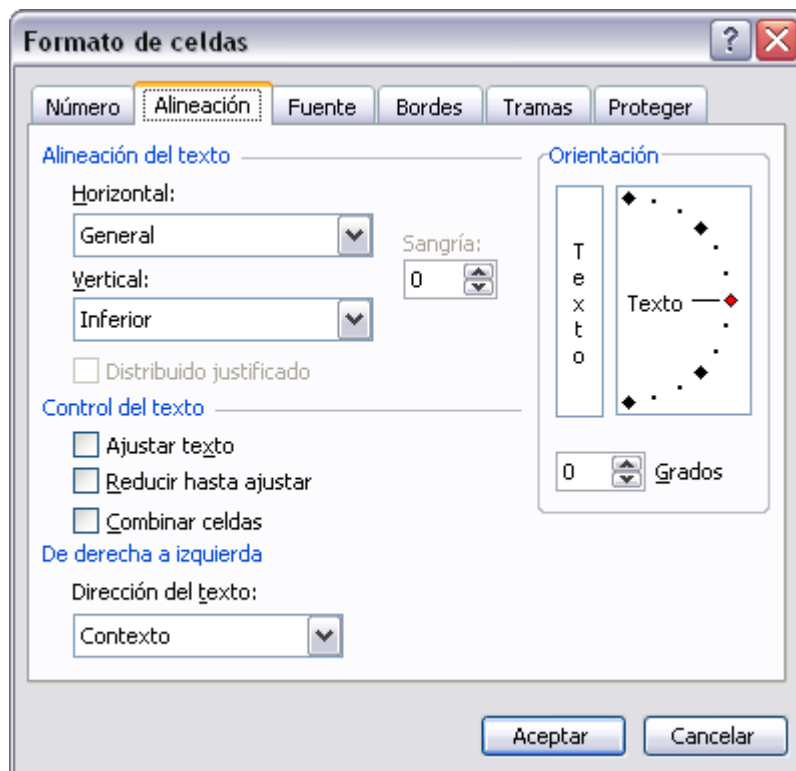 Formato de celdas
?
Número Alineación Fuente Bordes Tramas Proteger
Alineación del texto
Horizontal:
General
Sangría:
0
Vertical:
Inferior
Distribuido justificado
Control del texto
Ajustar texto
Reducir hasta ajustar
Combinar celdas
De derecha a izquierda
Dirección del texto:
Contexto
Orientación
Texto
Texto
0 Grados
Aceptar Cancelar